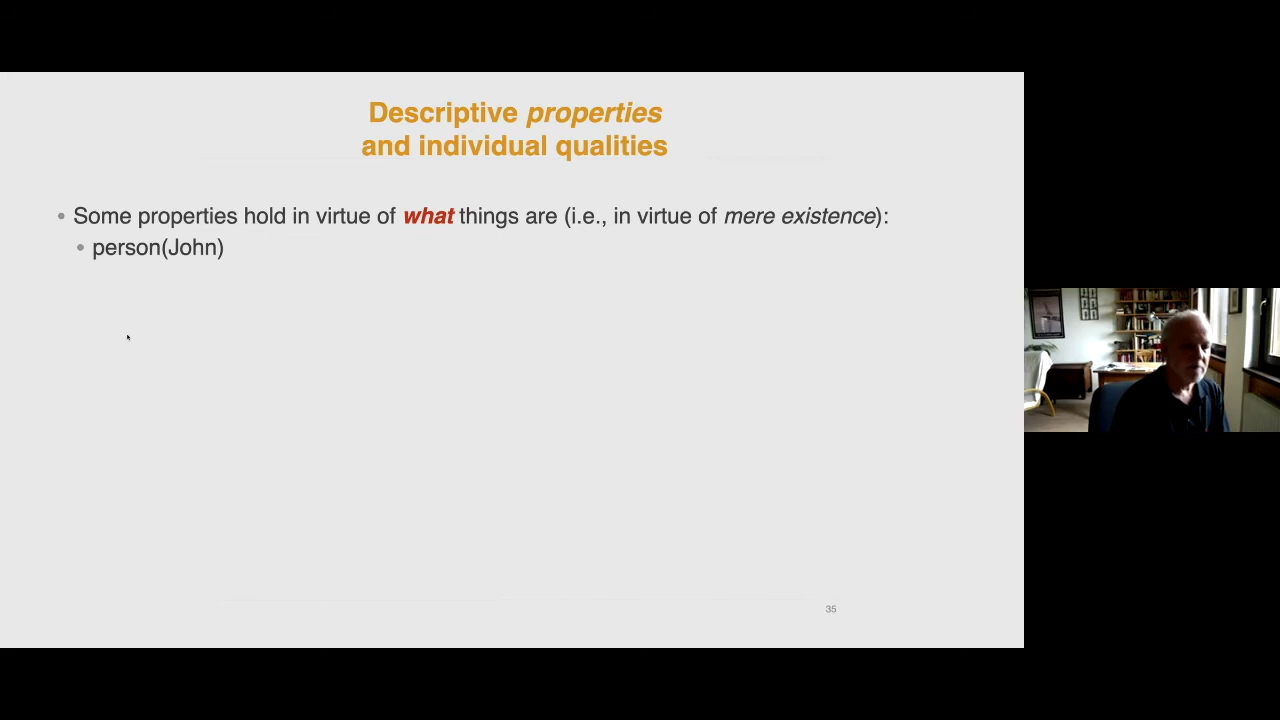 Descriptive properties
and individual qualities
• Some properties hold in virtue of what things are (i.e., in virtue of mere existence):
• person(John)
35